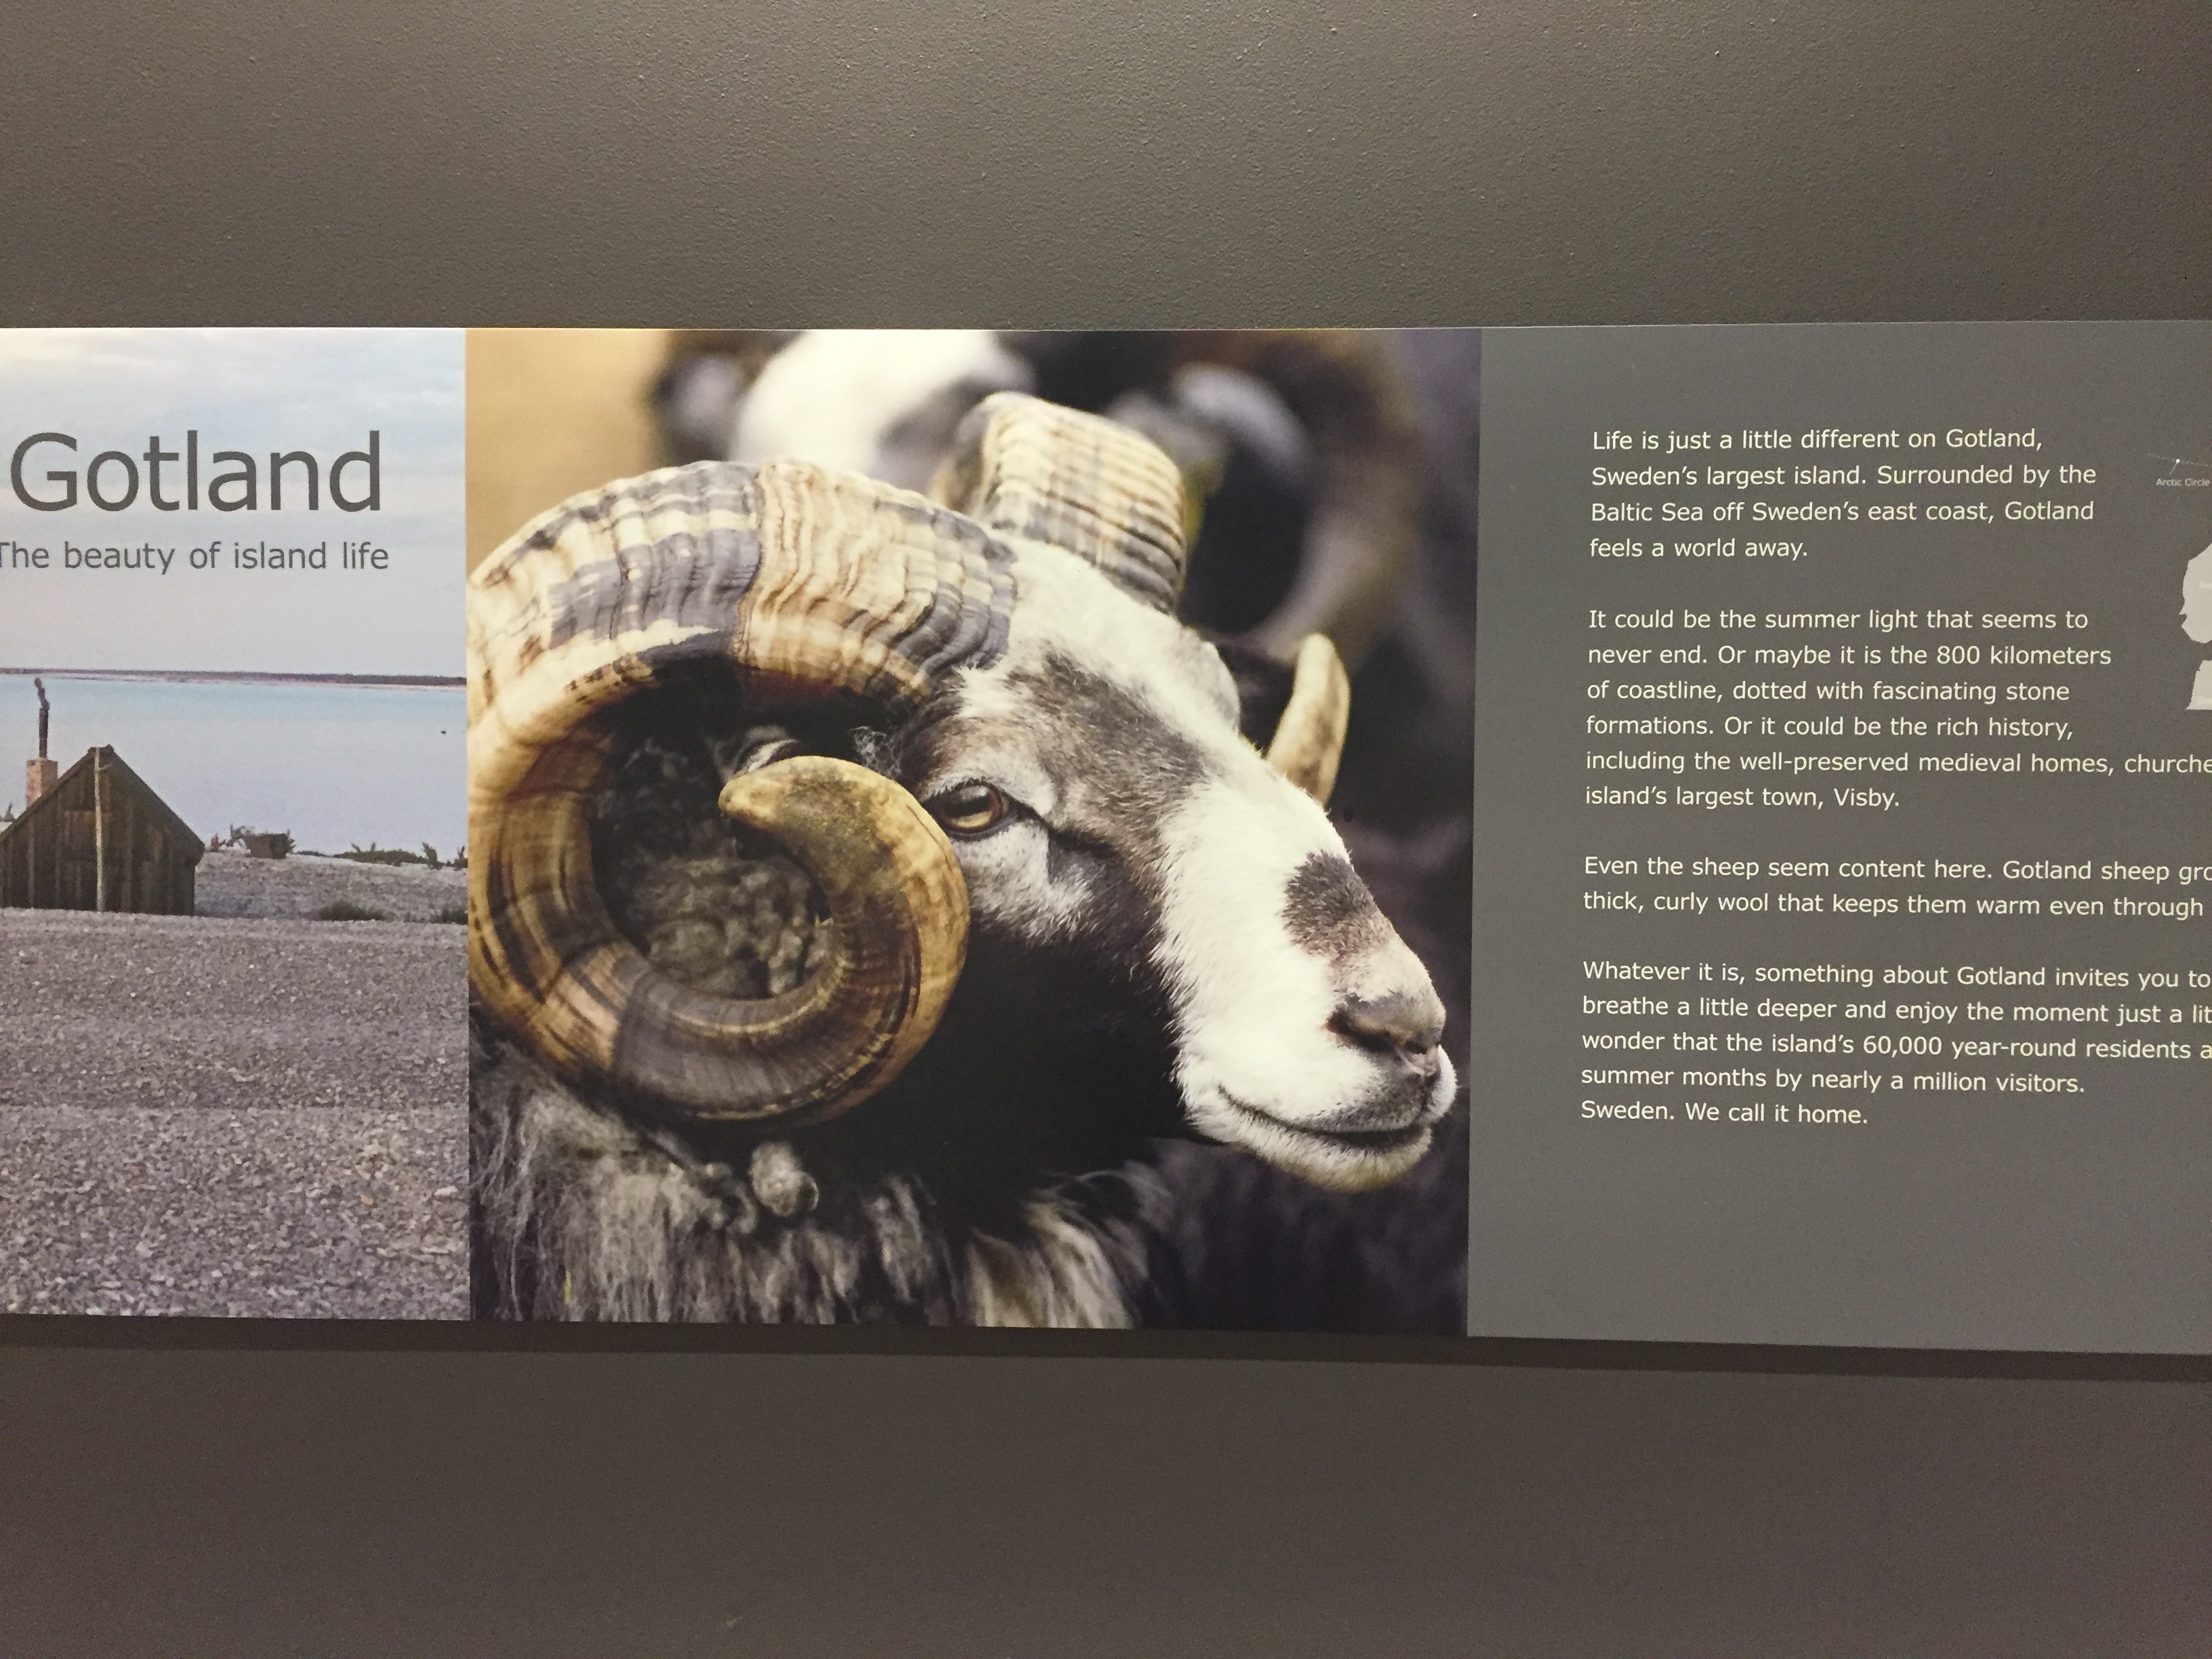 Gotland
The beauty of island life
Life is just a little different on Gotland,
Sweden's largest island. Surrounded by the
Baltic Sea off Sweden's east coast, Gotland
feels a world away.
It could be the summer light that seems to
never end. Or maybe it is the 800 kilometers
of coastline, dotted with fascinating stone
formations. Or it could be the rich history,
including the well-preserved medieval homes, churche
island's largest town, Visby.
Even the sheep seem content here. Gotland sheep gro
thick, curly wool that keeps them warm even through
Whatever it is, something about Gotland invites you to
breathe a little deeper and enjoy the moment just a lit
wonder that the island's 60,000 year-round residents a
summer months by nearly a million visitors.
Sweden. We call it home.
Arctic Circle